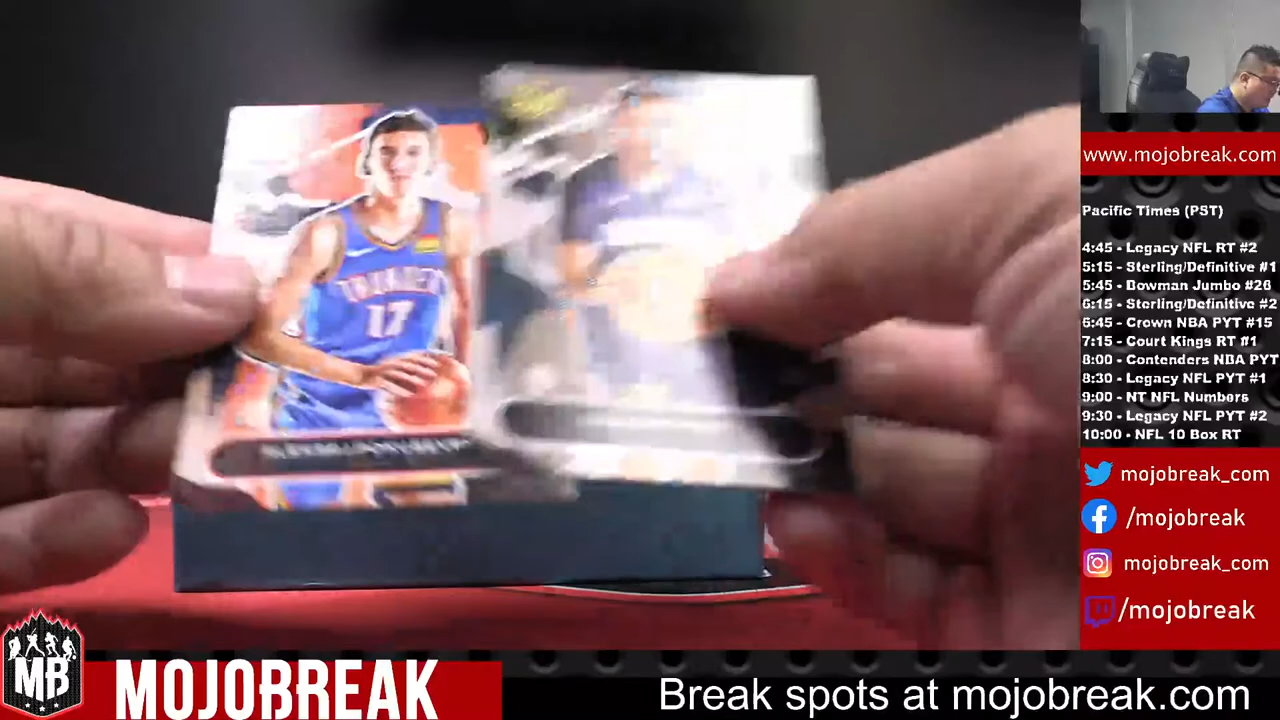 THUNDER
17
www.mojobreak.com
Pacific Times (PST)
4:45 - Legacy NFL RT #2
5:15 - Sterling/Definitive #1
5:45 - Bowman Jumbo #26
6:15 - Sterling/Definitive #2
6:45 - Crown NBA PYT #15
7:15 - Court Kings RT #1
8:00 - Contenders NBA PYT
8:30 - Legacy NFL PYT #1
9:00 - NT NFL Numbers
9:30 - Legacy NFL PYT #2
10:00 - NFL 10 Box RT
mojobreak_com
/mojobreak
mojobreak_com
/mojobreak
MB
MOJOBREAK
Break spots at mojobreak.com